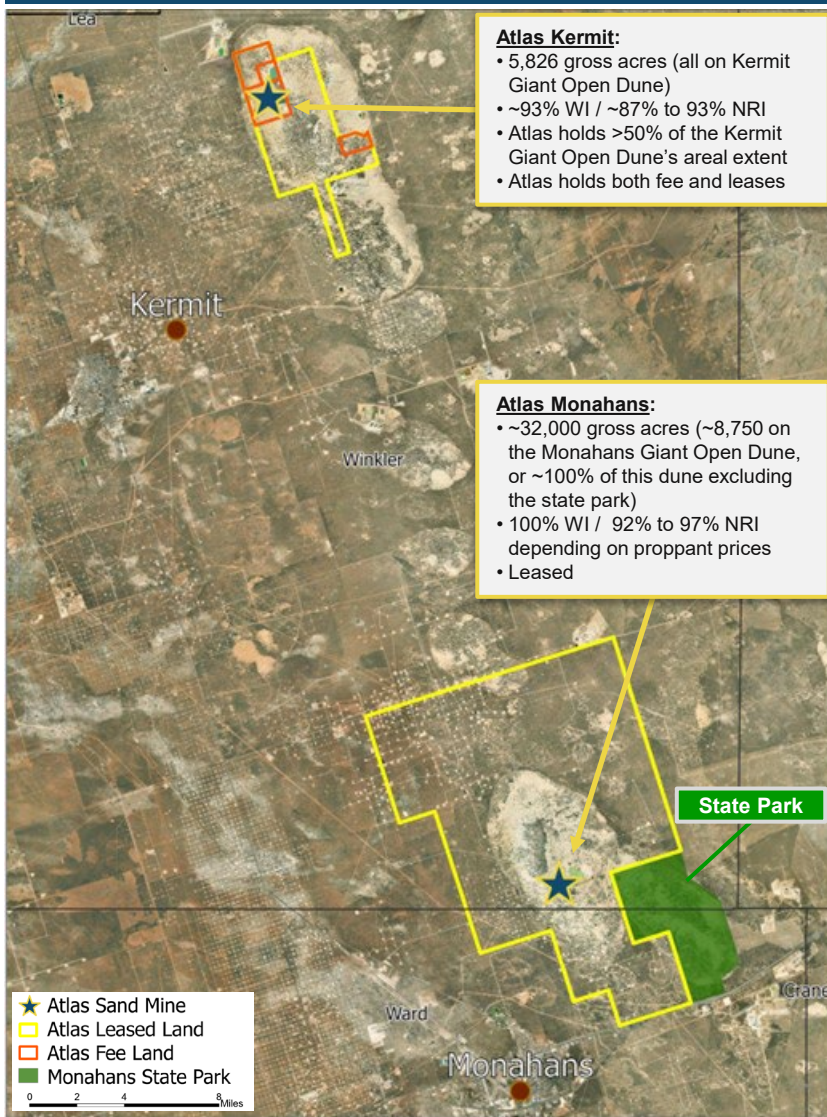 Lea
Atlas Kermit:
• 5,826 gross acres (all on Kermit
Giant Open Dune)
• ~93% WI / ~87% to 93% NRI
• Atlas holds >50% of the Kermit
Giant Open Dune’s areal extent
• Atlas holds both fee and leases
Kermit
Winkler
Atlas Monahans:
• ~32,000 gross acres (~8,750 on
the Monahans Giant Open Dune,
or ~100% of this dune excluding
the state park)
• 100% WI / 92% to 97% NRI
depending on proppant prices
• Leased
State Park
Crane
Ward
Monahans
Atlas Sand Mine
Atlas Leased Land
Atlas Fee Land
Monahans State Park
0 2 4 8
Miles